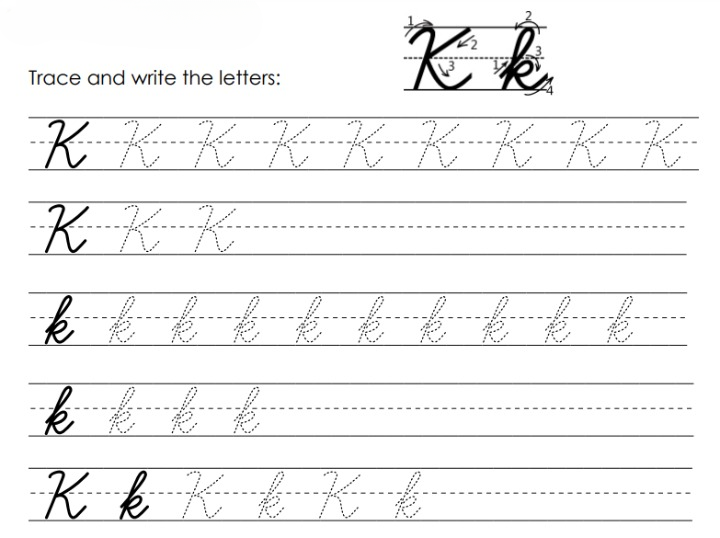 1 2 2
K k 3
3 1 4
Trace and write the letters:
K K K K K K K K K
K K K
k k k k k k k k k k
k k k k
K k K k K k